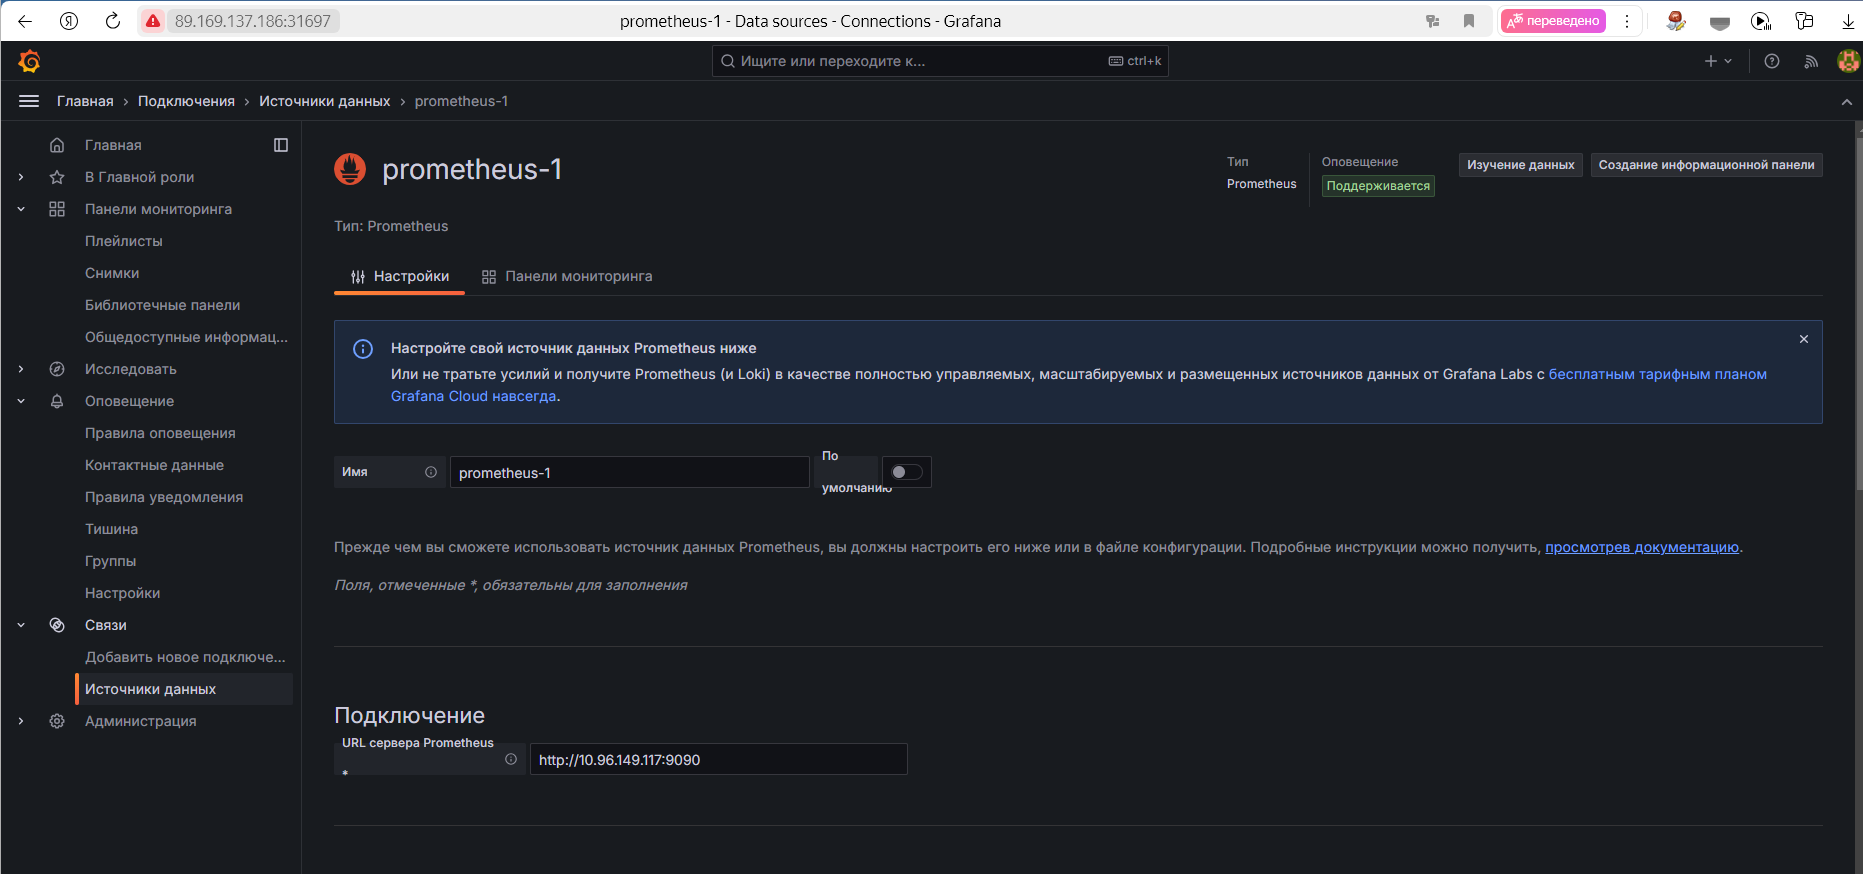 89.169.137.186:31697
prometheus-1 - Data sources - Connections - Grafana
переведено
Ищите или переходите к...
ctrl+k
Главная › Подключения › Источники данных › prometheus-1
Главная
В Главной роли
Панели мониторинга
Плейлисты
Снимки
Библиотечные панели
Общедоступные информац...
Исследовать
Оповещение
Правила оповещения
Контактные данные
Правила уведомления
Тишина
Группы
Настройки
Связи
Добавить новое подключе...
Источники данных
Администрация
prometheus-1
Тип
Prometheus
Оповещение
Поддерживается
Изучение данных
Создание информационной панели
Тип: Prometheus
Настройки
Панели мониторинга
Настройте свой источник данных Prometheus ниже
Или не тратьте усилий и получите Prometheus (и Loki) в качестве полностью управляемых, масштабируемых и размещенных источников данных от Grafana Labs с бесплатным тарифным планом
Grafana Cloud навсегда.
Имя
prometheus-1
По
умолчанию
Прежде чем вы сможете использовать источник данных Prometheus, вы должны настроить его ниже или в файле конфигурации. Подробные инструкции можно получить, просмотрев документацию.
Поля, отмеченные *, обязательны для заполнения
Подключение
URL сервера Prometheus
*
http://10.96.149.117:9090